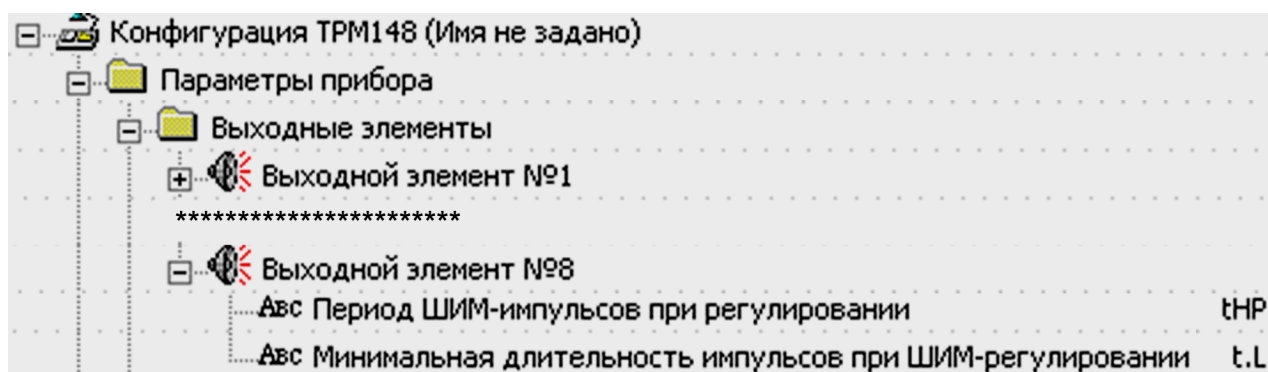 Конфигурация ТРМ148 (Имя не задано)
Параметры прибора
Выходные элементы
Выходной элемент №1
***********************
Выходной элемент №8
Авс Период ШИМ-импульсов при регулировании tHP
Авс Минимальная длительность импульсов при ШИМ-регулировании t.L